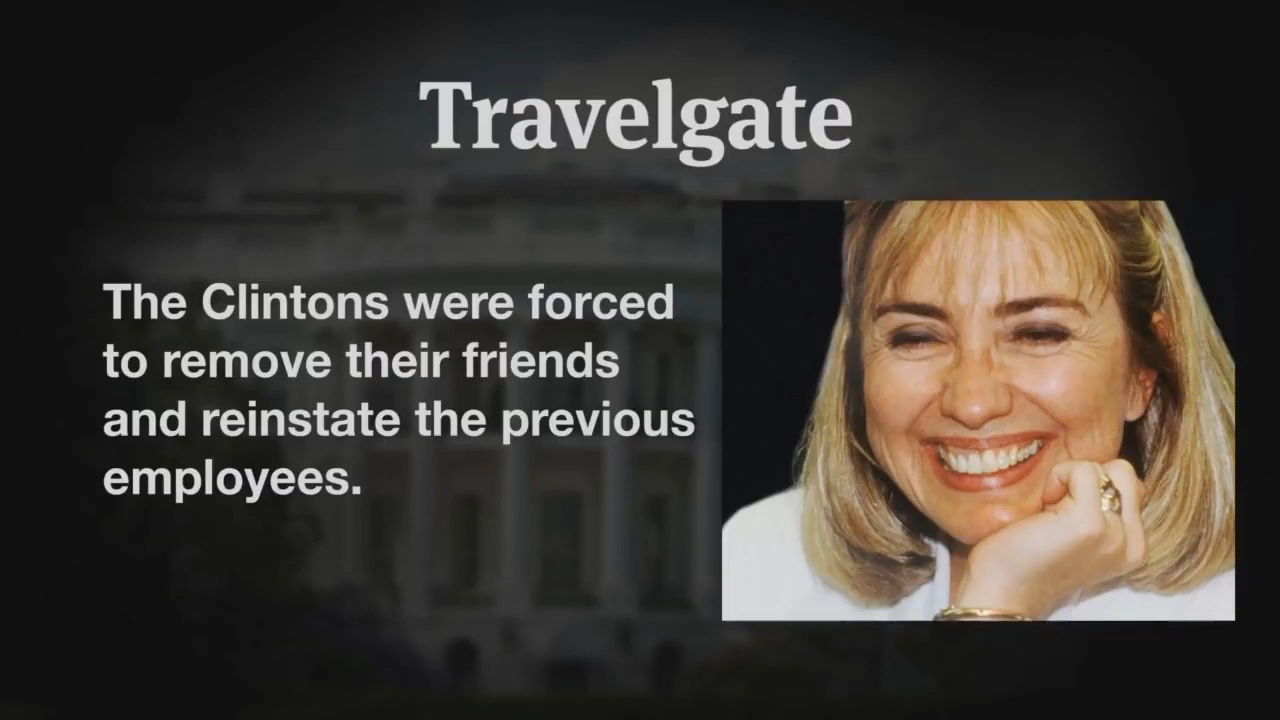 Travelgate
The Clintons were forced
to remove their friends
and reinstate the previous
employees.